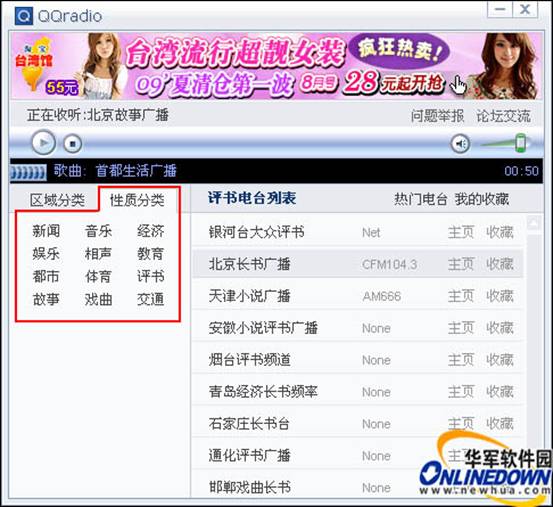 QQradio
淘宝
台湾馆
55元
台湾流行超靓女装 疯狂热卖!
09'夏清仓第一波 8月号 28元起开抢
正在收听:北京故事广播 问题举报 论坛交流
歌曲: 首都生活广播 00:50
区域分类 性质分类 评书电台列表 热门电台 我的收藏
新闻 音乐 经济
娱乐 相声 教育
都市 体育 评书
故事 戏曲 交通
银河台大众评书 Net 主页 收藏
北京长书广播 CFM104.3 主页 收藏
天津小说广播 AM666 主页 收藏
安徽小说评书广播 None 主页 收藏
烟台评书频道 None 主页 收藏
青岛经济长书频率 None 主页 收藏
石家庄长书台 None 主页 收藏
通化评书广播 None 主页
邯郸戏曲长书 None
华军软件园
ONLINEDOWN
www.newhua.com